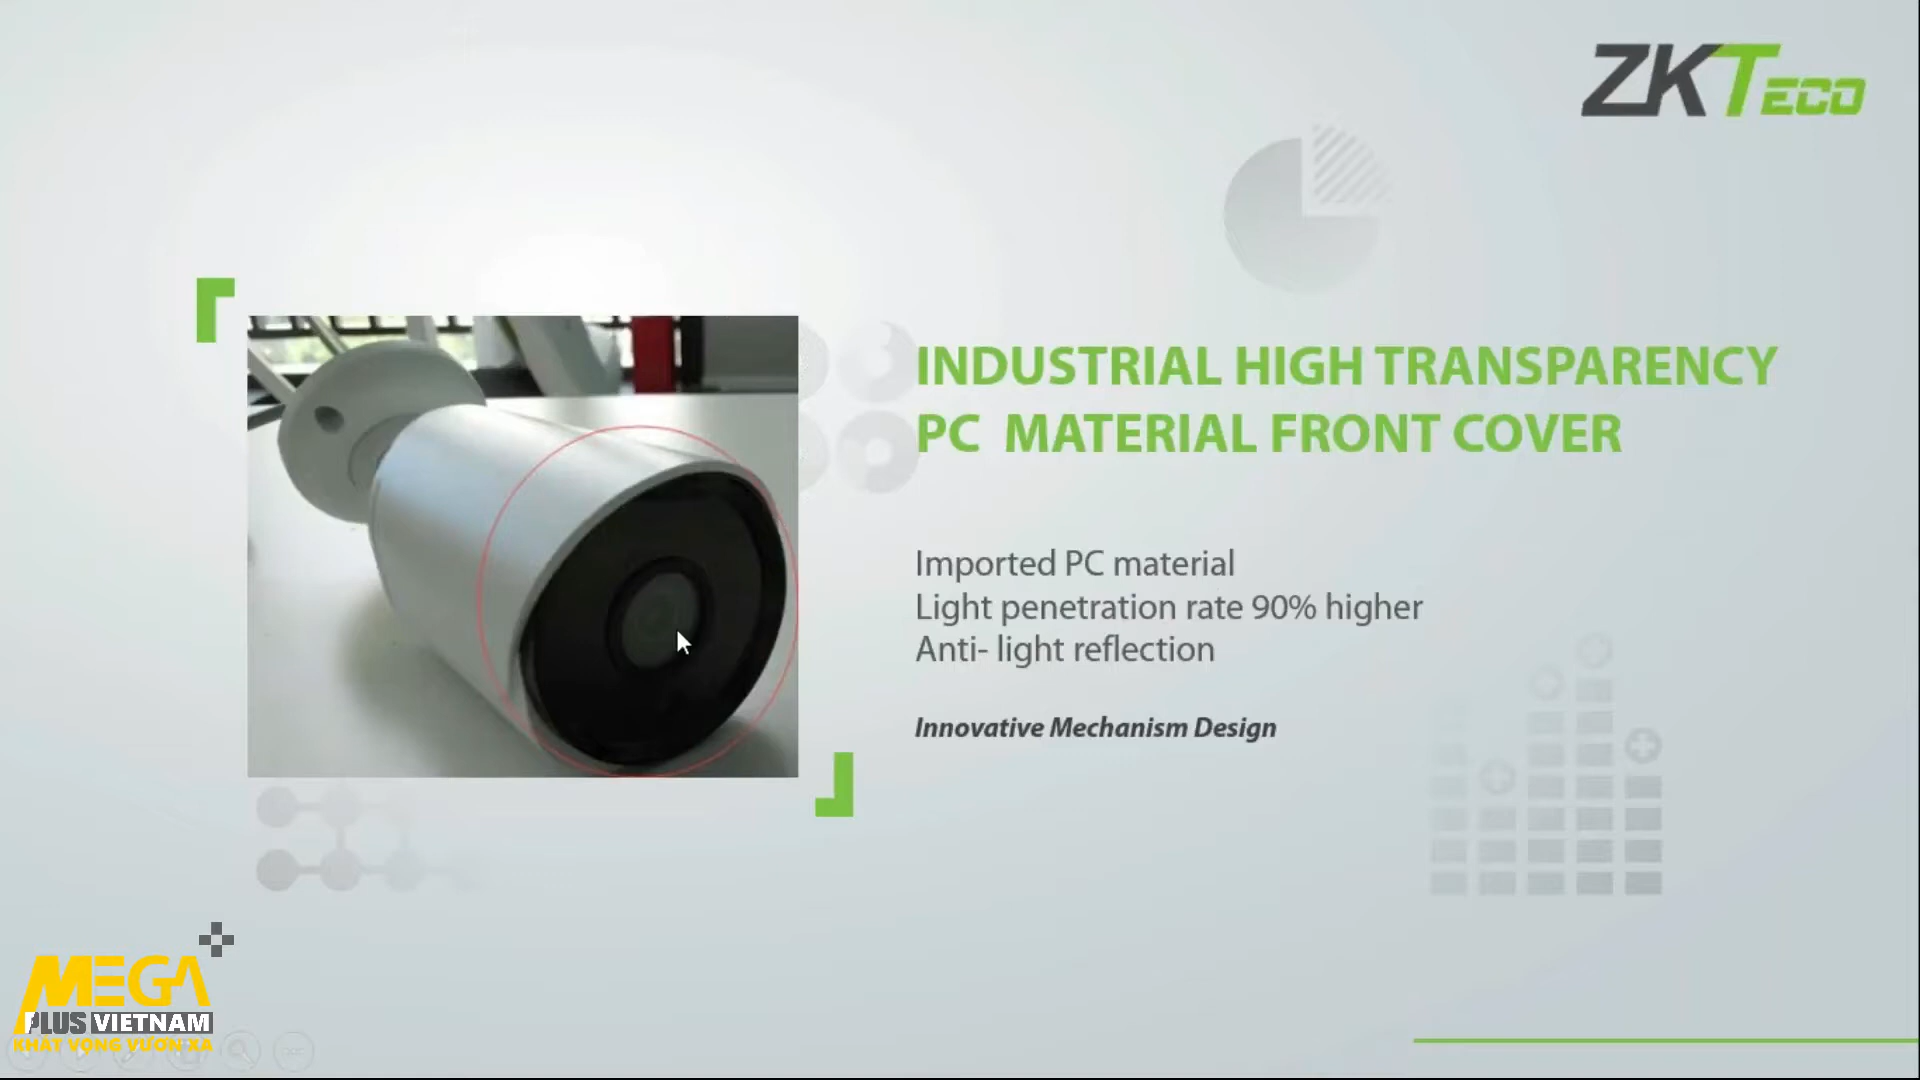 ZKTECO
INDUSTRIAL HIGH TRANSPARENCY
PC MATERIAL FRONT COVER
Imported PC material
Light penetration rate 90% higher
Anti- light reflection
Innovative Mechanism Design
MEGA
PLUS VIETNAM
KHÁT VỌNG VƯƠN XA